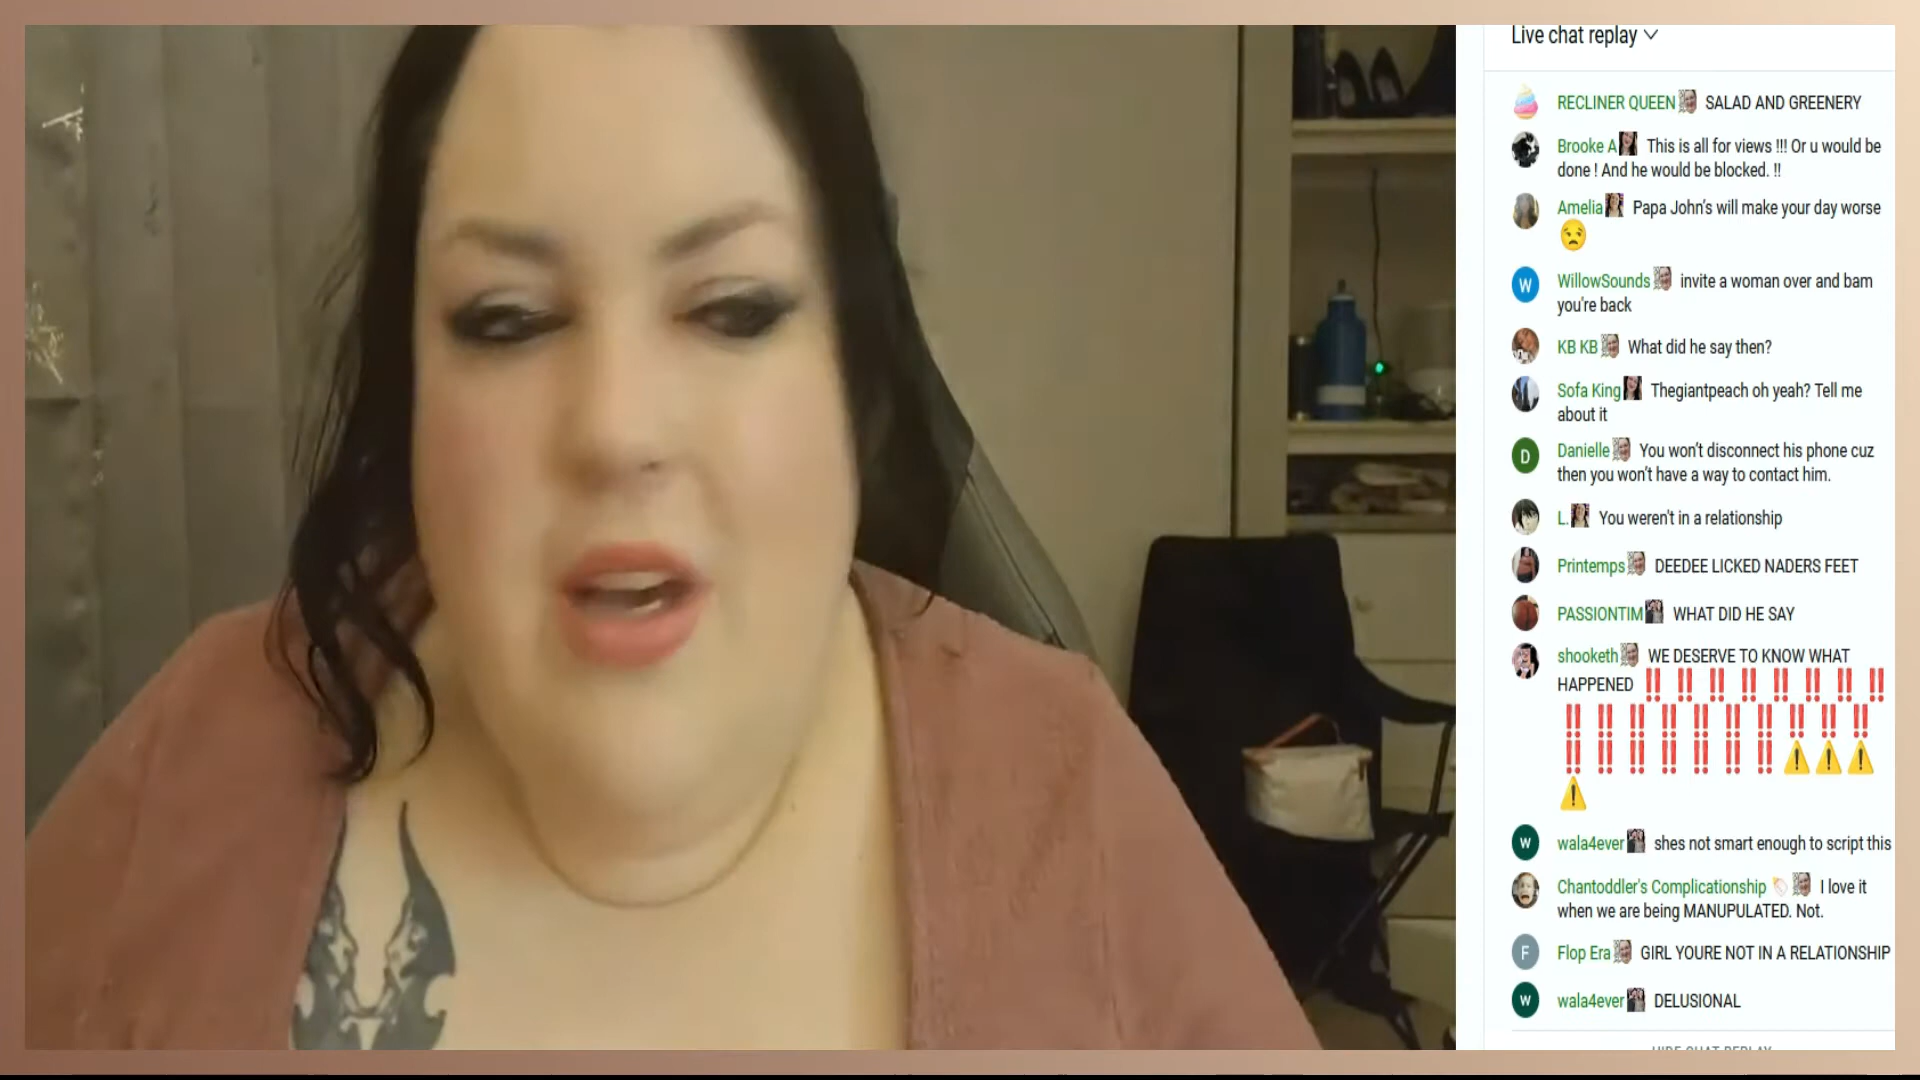 Live chat replay
RECLINER QUEEN SALAD AND GREENERY
Brooke A This is all for views !!! Or u would be
done ! And he would be blocked. !!
Amelia Papa John's will make your day worse
😒
W WillowSounds invite a woman over and bam
you're back
KB KB What did he say then?
Sofa King Thegiantpeach oh yeah? Tell me
about it
D Danielle You won't disconnect his phone cuz
then you won't have a way to contact him.
L. You weren't in a relationship
Printemps DEEDEE LICKED NADERS FEET
PASSIONTIM WHAT DID HE SAY
shooketh WE DESERVE TO KNOW WHAT
HAPPENED ‼️‼️‼️‼️‼️‼️‼️‼️
‼️‼️‼️‼️‼️‼️‼️‼️‼️‼️
‼️‼️‼️‼️‼️‼️‼️⚠️⚠️⚠️
⚠️
W wala4ever shes not smart enough to script this
Chantoddler's Complicationship I love it
when we are being MANUPULATED. Not.
F Flop Era GIRL YOURE NOT IN A RELATIONSHIP
W wala4ever DELUSIONAL
HIDE CHAT REPLAY